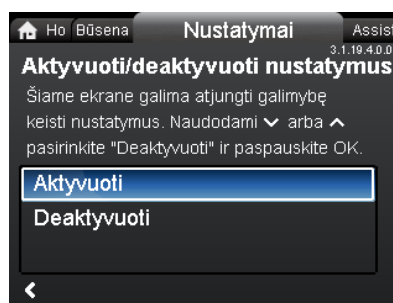 Ho Būsena Nustatymai Assist
3.1.19.4.0.0
Aktyvuoti/deaktyvuoti nustatymus
Šiame ekrane galima atjungti galimybę
keisti nustatymus. Naudodami ⌄ arba ⌃
pasirinkite "Deaktyvuoti" ir paspauskite OK.
Aktyvuoti
Deaktyvuoti